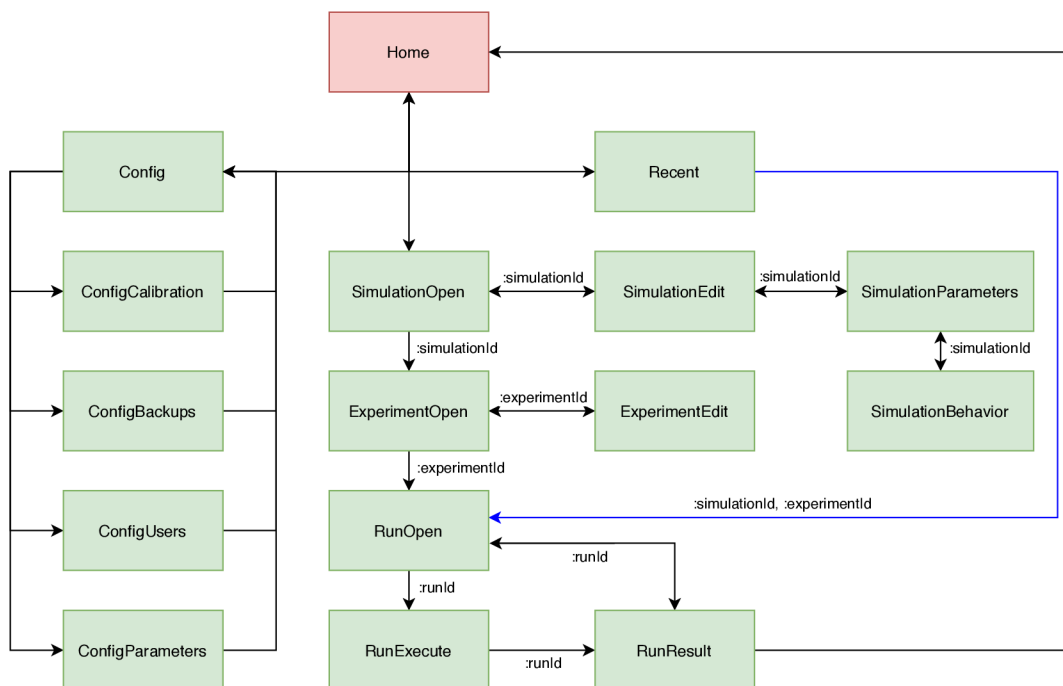 Home
Config
Recent
ConfigCalibration
SimulationOpen
:simulationId
SimulationEdit
:simulationId
SimulationParameters
:simulationId
:simulationId
ConfigBackups
ExperimentOpen
:experimentId
ExperimentEdit
SimulationBehavior
:experimentId
:simulationId, :experimentId
ConfigUsers
RunOpen
:runId
:runId
ConfigParameters
RunExecute
:runId
RunResult